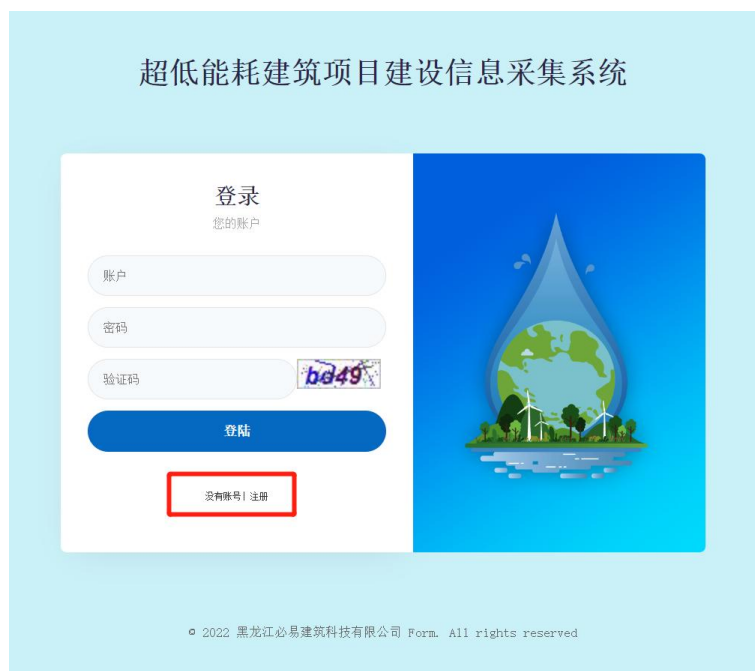 超低能耗建筑项目建设信息采集系统
登录
您的账户
账户
密码
验证码
bd49
登陆
没有账号| 注册
© 2022 黑龙江必易建筑科技有限公司 Form. All rights reserved